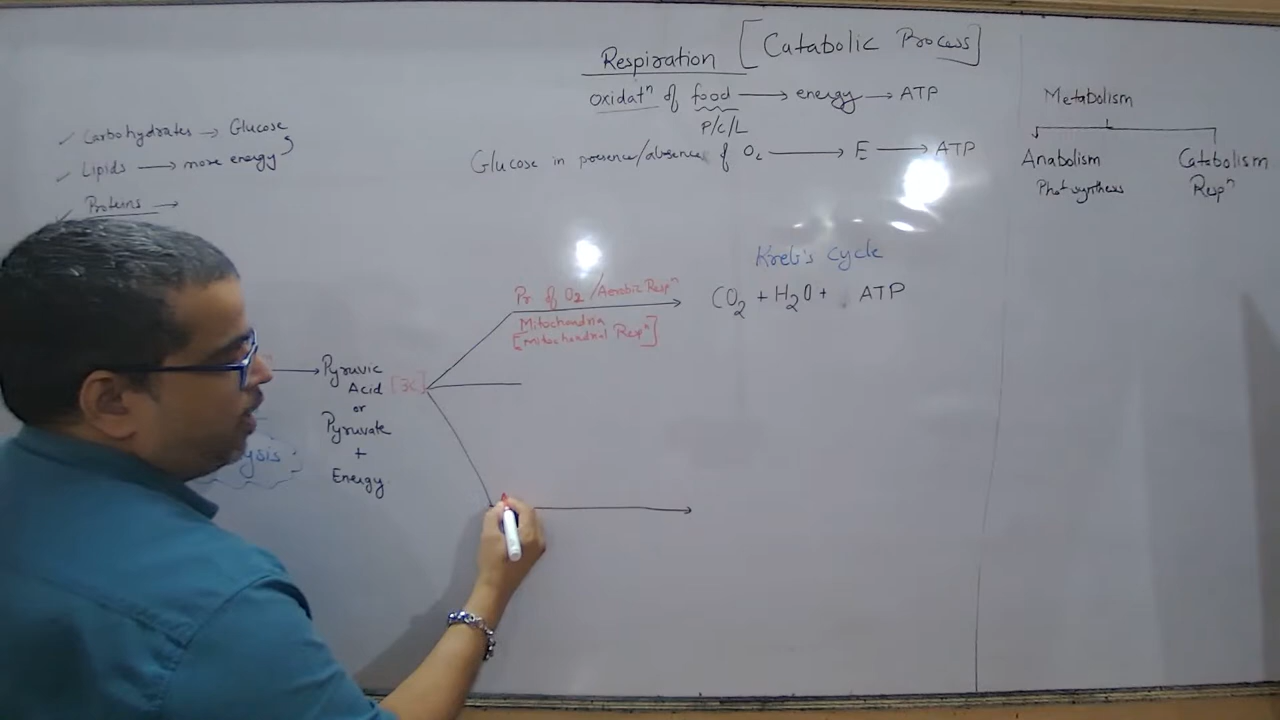 Respiration [Catabolic Process]
oxidatⁿ of food → energy → ATP
P/C/L
Glucose in presence/absence of O₂ → E → ATP
Carbohydrates → Glucose
Lipids → more energy
Proteins →
Metabolism
Anabolism
Photosynthesis
Catabolism
Respⁿ
Kreb's Cycle
Pr of O₂/Aerobic Respⁿ
CO₂ + H₂O + ATP
Mitochondria
[Mitochondrial Respⁿ]
→ Pyruvic
Acid [3C]
or
Pyruvate
+
Energy
ysis